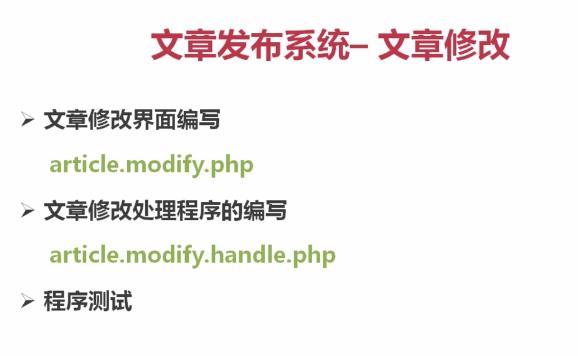 文章发布系统– 文章修改
➢ 文章修改界面编写
article.modify.php
➢ 文章修改处理程序的编写
article.modify.handle.php
➢ 程序测试